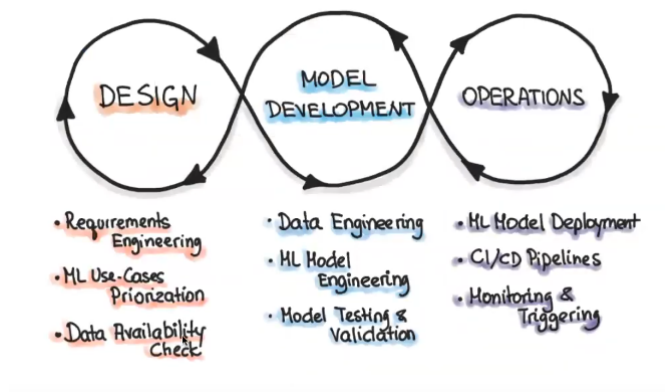 DESIGN
MODEL
DEVELOPMENT
OPERATIONS
• Requirements
Engineering
• ML Use-Cases
Priorization
• Data Availability
Check
• Data Engineering
• ML Model
Engineering
• Model Testing &
Validation
• ML Model Deployment
• CI/CD Pipelines
• Monitoring &
Triggering